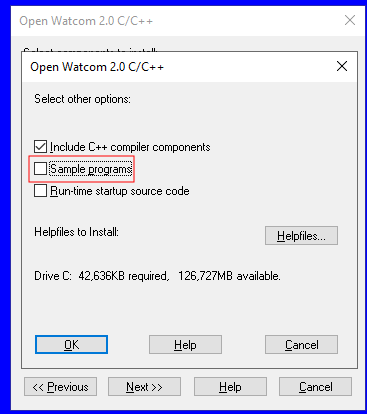 Open Watcom 2.0 C/C++
Select components to install:
Open Watcom 2.0 C/C++
Select other options:
Include C++ compiler components
Sample programs
Run-time startup source code
Helpfiles to Install:
Helpfiles...
Drive C: 42,636KB required, 126,727MB available.
OK Help Cancel
<< Previous Next >> Help Cancel